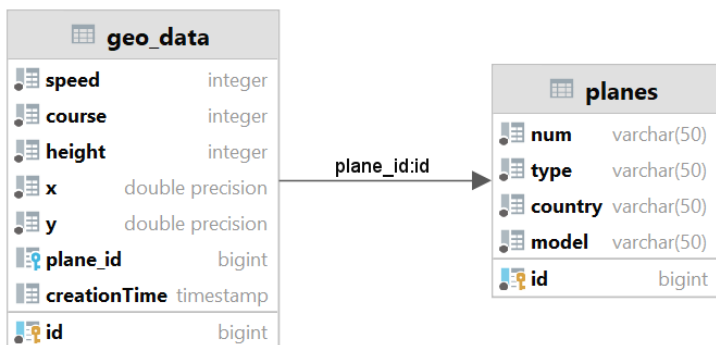 geo_data
speed integer
course integer
height integer
x double precision
y double precision
plane_id bigint
creationTime timestamp
id bigint
plane_id:id
planes
num varchar(50)
type varchar(50)
country varchar(50)
model varchar(50)
id bigint